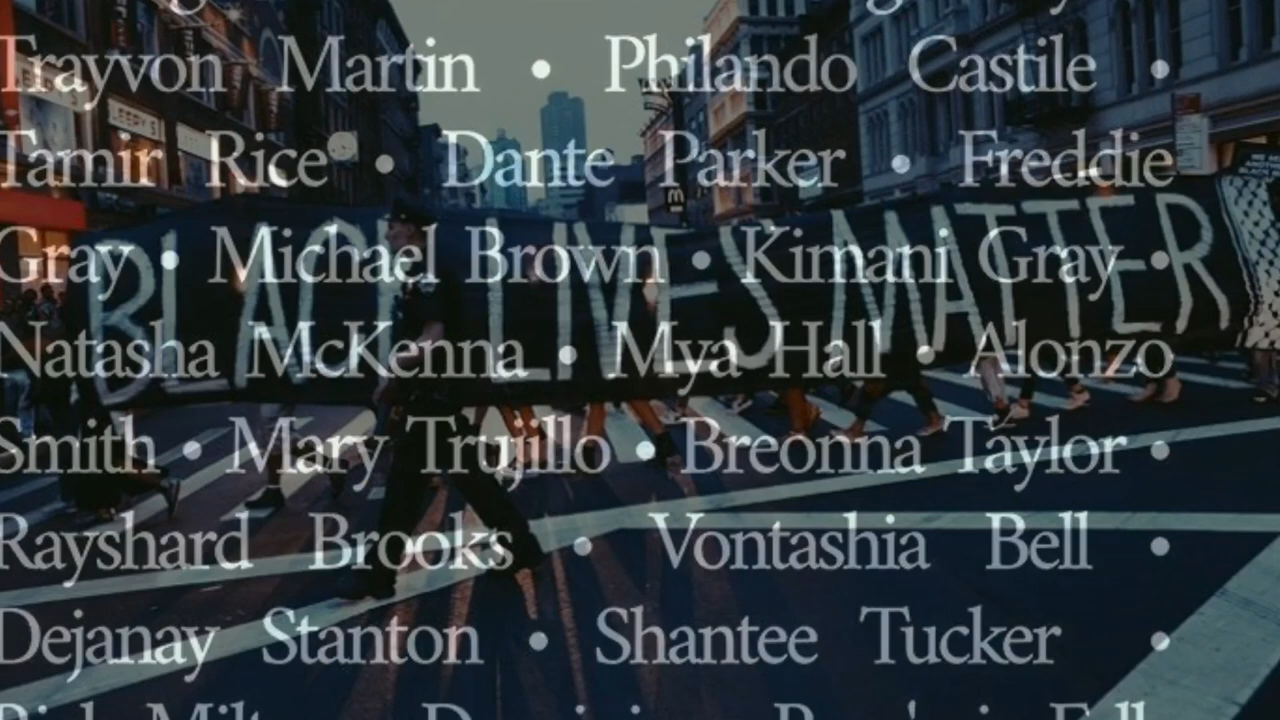 Trayvon Martin • Philando Castile •
Tamir Rice • Dante Parker • Freddie
Gray • Michael Brown • Kimani Gray •
BLACK LIVES MATTER
Natasha McKenna • Mya Hall • Alonzo
Smith • Mary Trujillo • Breonna Taylor •
Rayshard Brooks • Vontashia Bell •
Dejanay Stanton • Shantee Tucker •